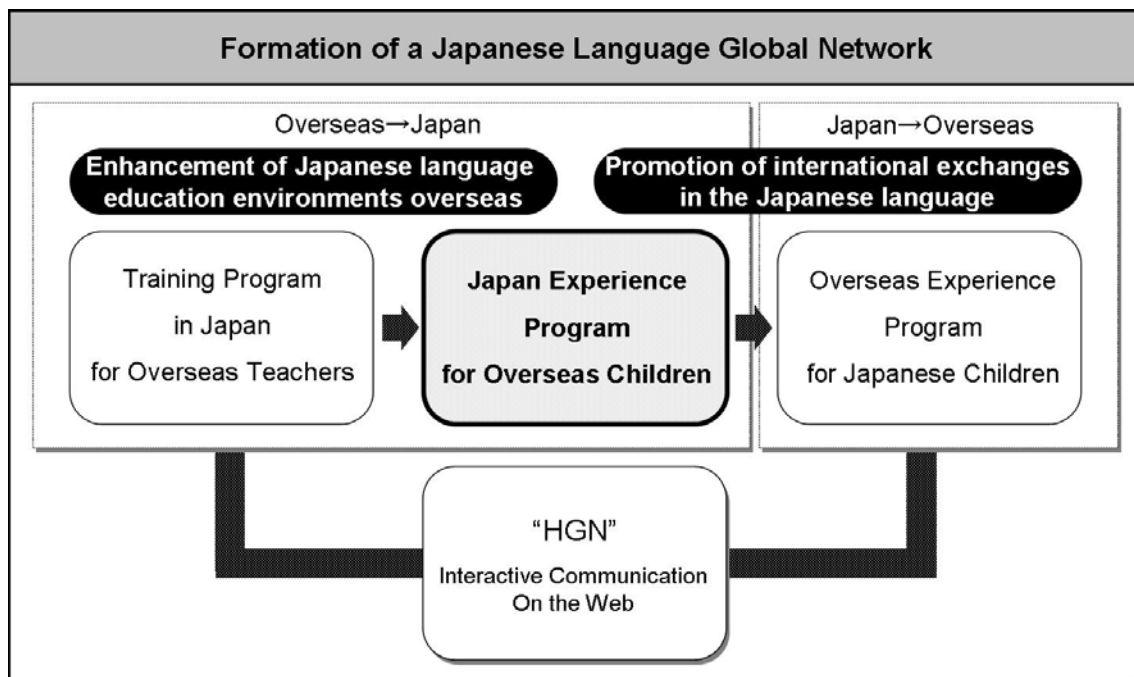 Formation of a Japanese Language Global Network
Overseas→Japan
Enhancement of Japanese language
education environments overseas
Japan→Overseas
Promotion of international exchanges
in the Japanese language
Training Program
in Japan
for Overseas Teachers
Japan Experience
Program
for Overseas Children
Overseas Experience
Program
for Japanese Children
“HGN”
Interactive Communication
On the Web